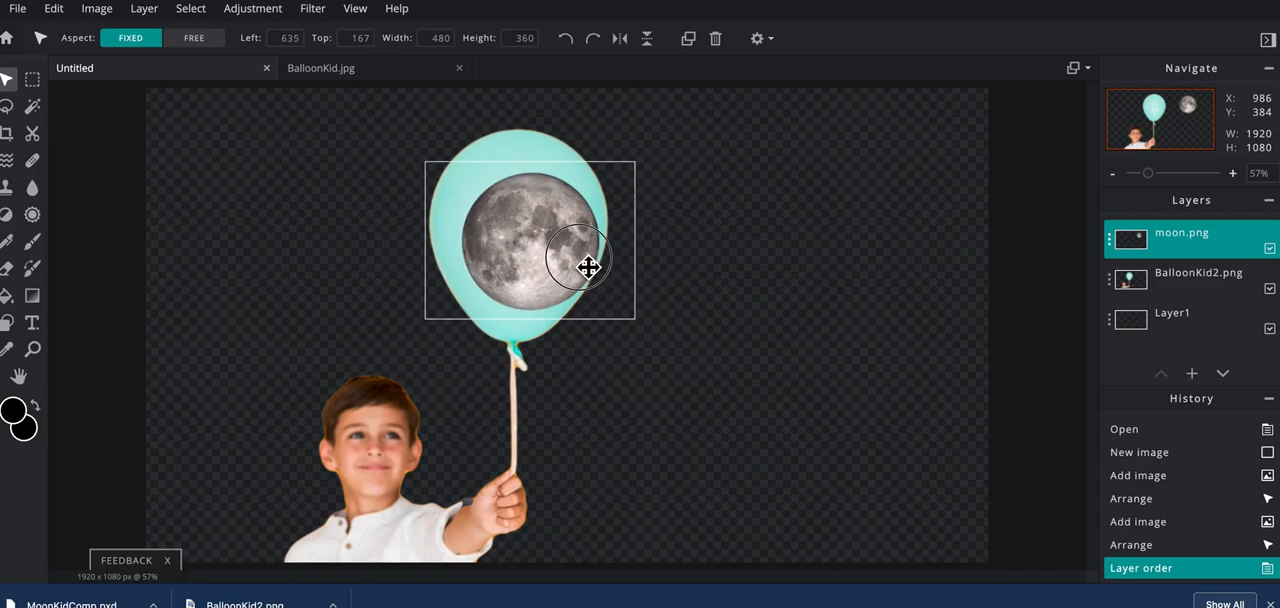 File Edit Image Layer Select Adjustment Filter View Help
Aspect: FIXED FREE Left: 635 Top: 167 Width: 480 Height: 360
Untitled × BalloonKid.jpg ×
Navigate
X: 986
Y: 384
W: 1920
H: 1080
- + 57%
Layers
moon.png
BalloonKid2.png
Layer1
History
Open
New image
Add image
Arrange
Add image
Arrange
Layer order
FEEDBACK X
1920 x 1080 px @ 57%
MoonKidComp.pxd BalloonKid2.png Show All ×